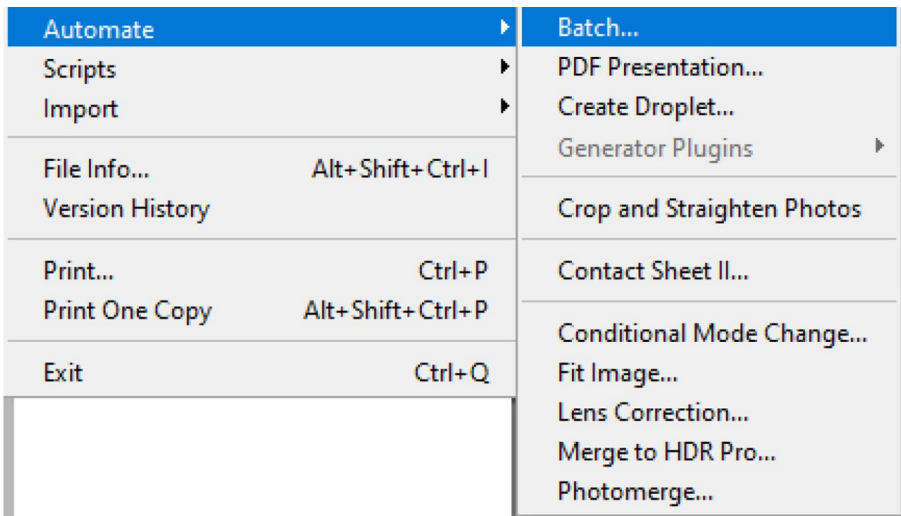 Automate
Scripts
Import
File Info... Alt+Shift+Ctrl+I
Version History
Print... Ctrl+P
Print One Copy Alt+Shift+Ctrl+P
Exit Ctrl+Q
Batch...
PDF Presentation...
Create Droplet...
Generator Plugins
Crop and Straighten Photos
Contact Sheet II...
Conditional Mode Change...
Fit Image...
Lens Correction...
Merge to HDR Pro...
Photomerge...